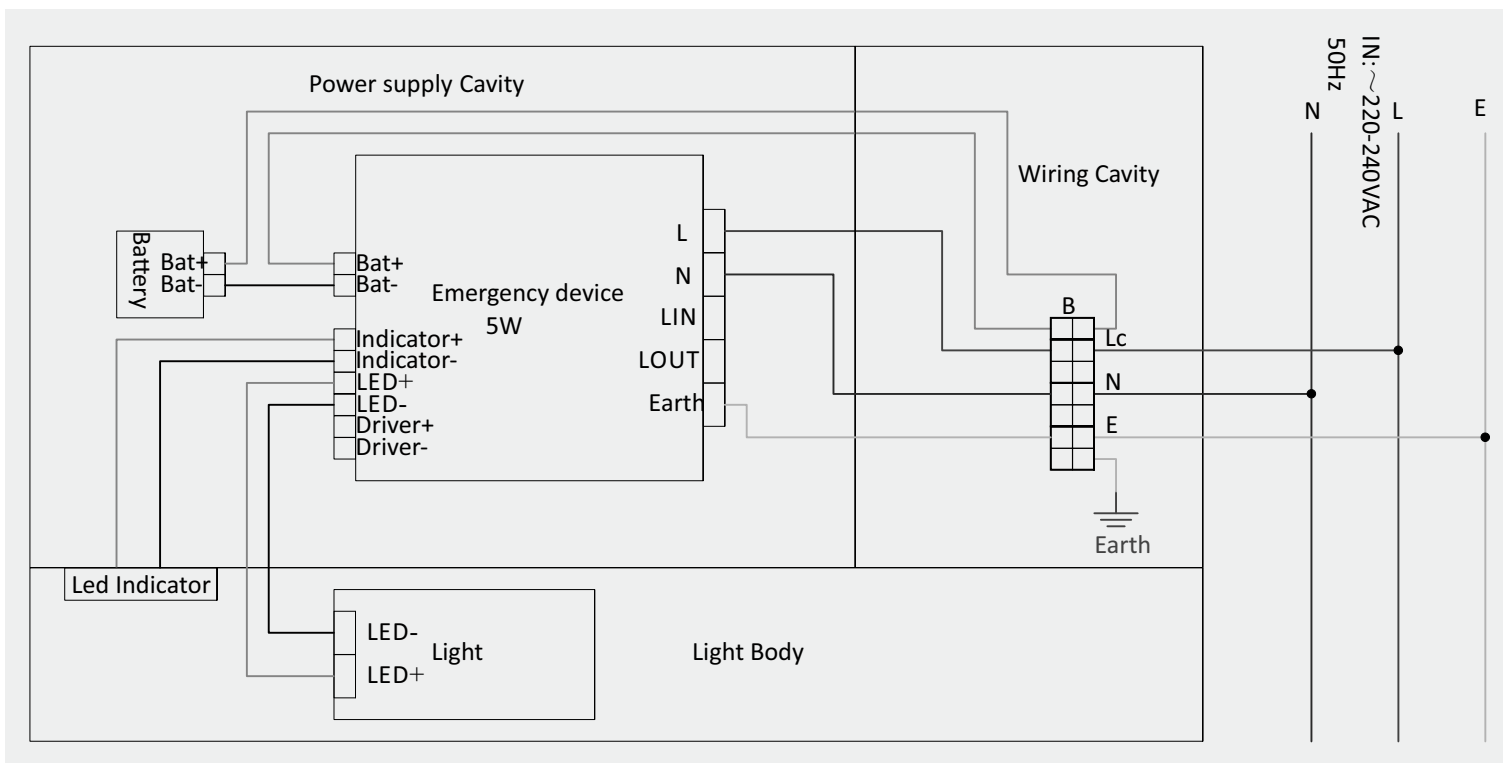 Power supply Cavity
IN:～220-240VAC
50Hz
N
L
E
Wiring Cavity
Battery
Bat+
Bat-
Bat+
Bat-
Indicator+
Indicator-
LED+
LED-
Driver+
Driver-
Emergency device
5W
L
N
LIN
LOUT
Earth
B
Lc
N
E
Earth
Led Indicator
LED-
LED+
Light
Light Body